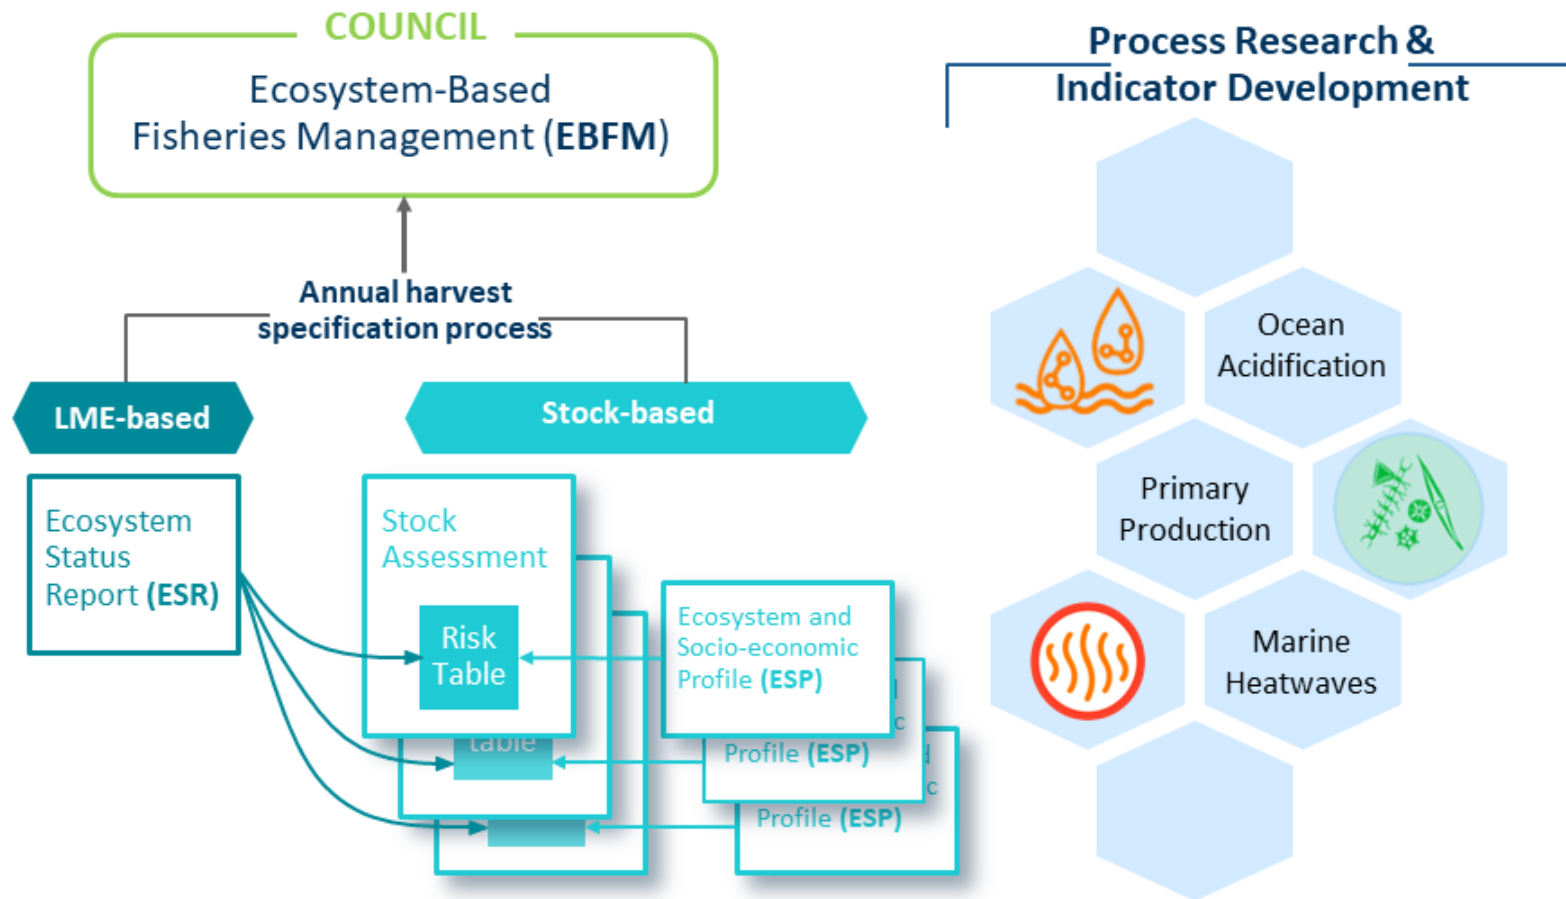 COUNCIL
Ecosystem-Based
Fisheries Management (EBFM)
Annual harvest
specification process
LME-based
Stock-based
Ecosystem
Status
Report (ESR)
Stock
Assessment
Risk
Table
table
Ecosystem and
Socio-economic
Profile (ESP)
d
c
Profile (ESP)
d
c
Profile (ESP)
Process Research &
Indicator Development
Ocean
Acidification
Primary
Production
Marine
Heatwaves